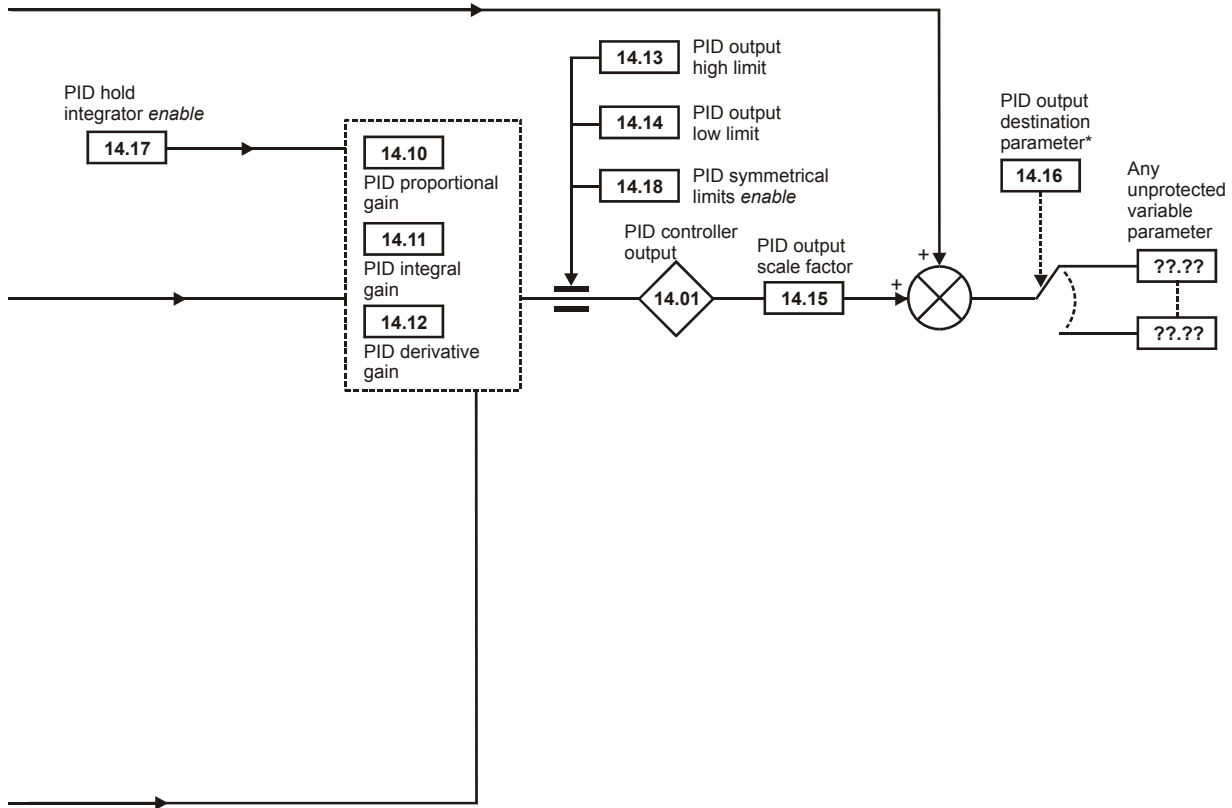 PID hold
integrator enable
14.17
14.10
PID proportional
gain
14.11
PID integral
gain
14.12
PID derivative
gain
14.13
PID output
high limit
14.14
PID output
low limit
14.18
PID symmetrical
limits enable
PID controller
output
14.01
PID output
scale factor
14.15
+
+
PID output
destination
parameter*
14.16
Any
unprotected
variable
parameter
??.??
??.??